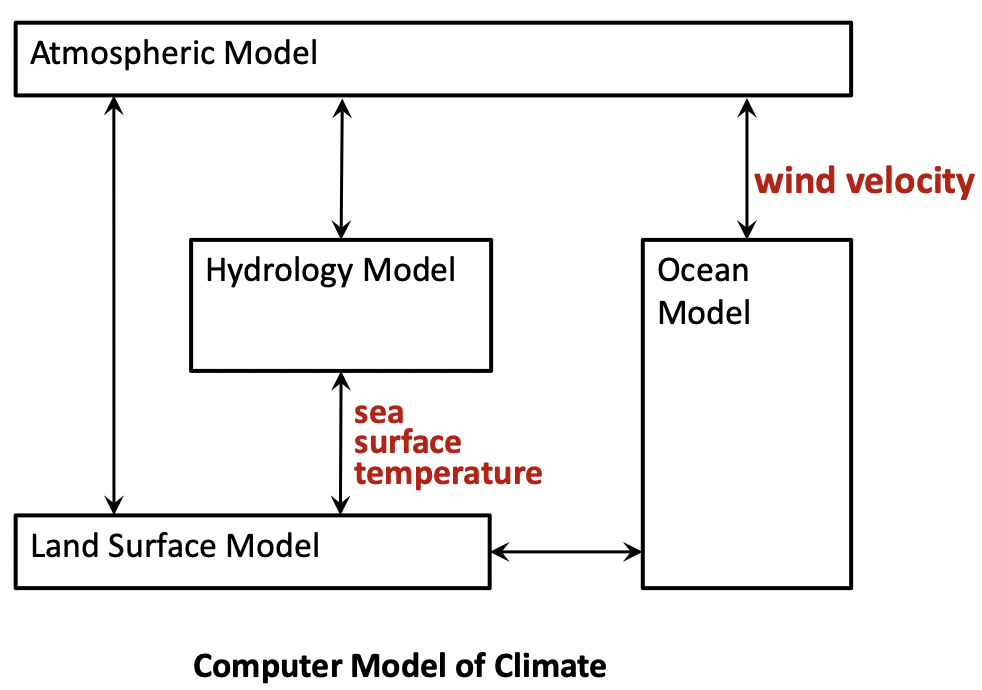 Atmospheric Model
wind velocity
Hydrology Model
Ocean
Model
sea
surface
temperature
Land Surface Model
Computer Model of Climate